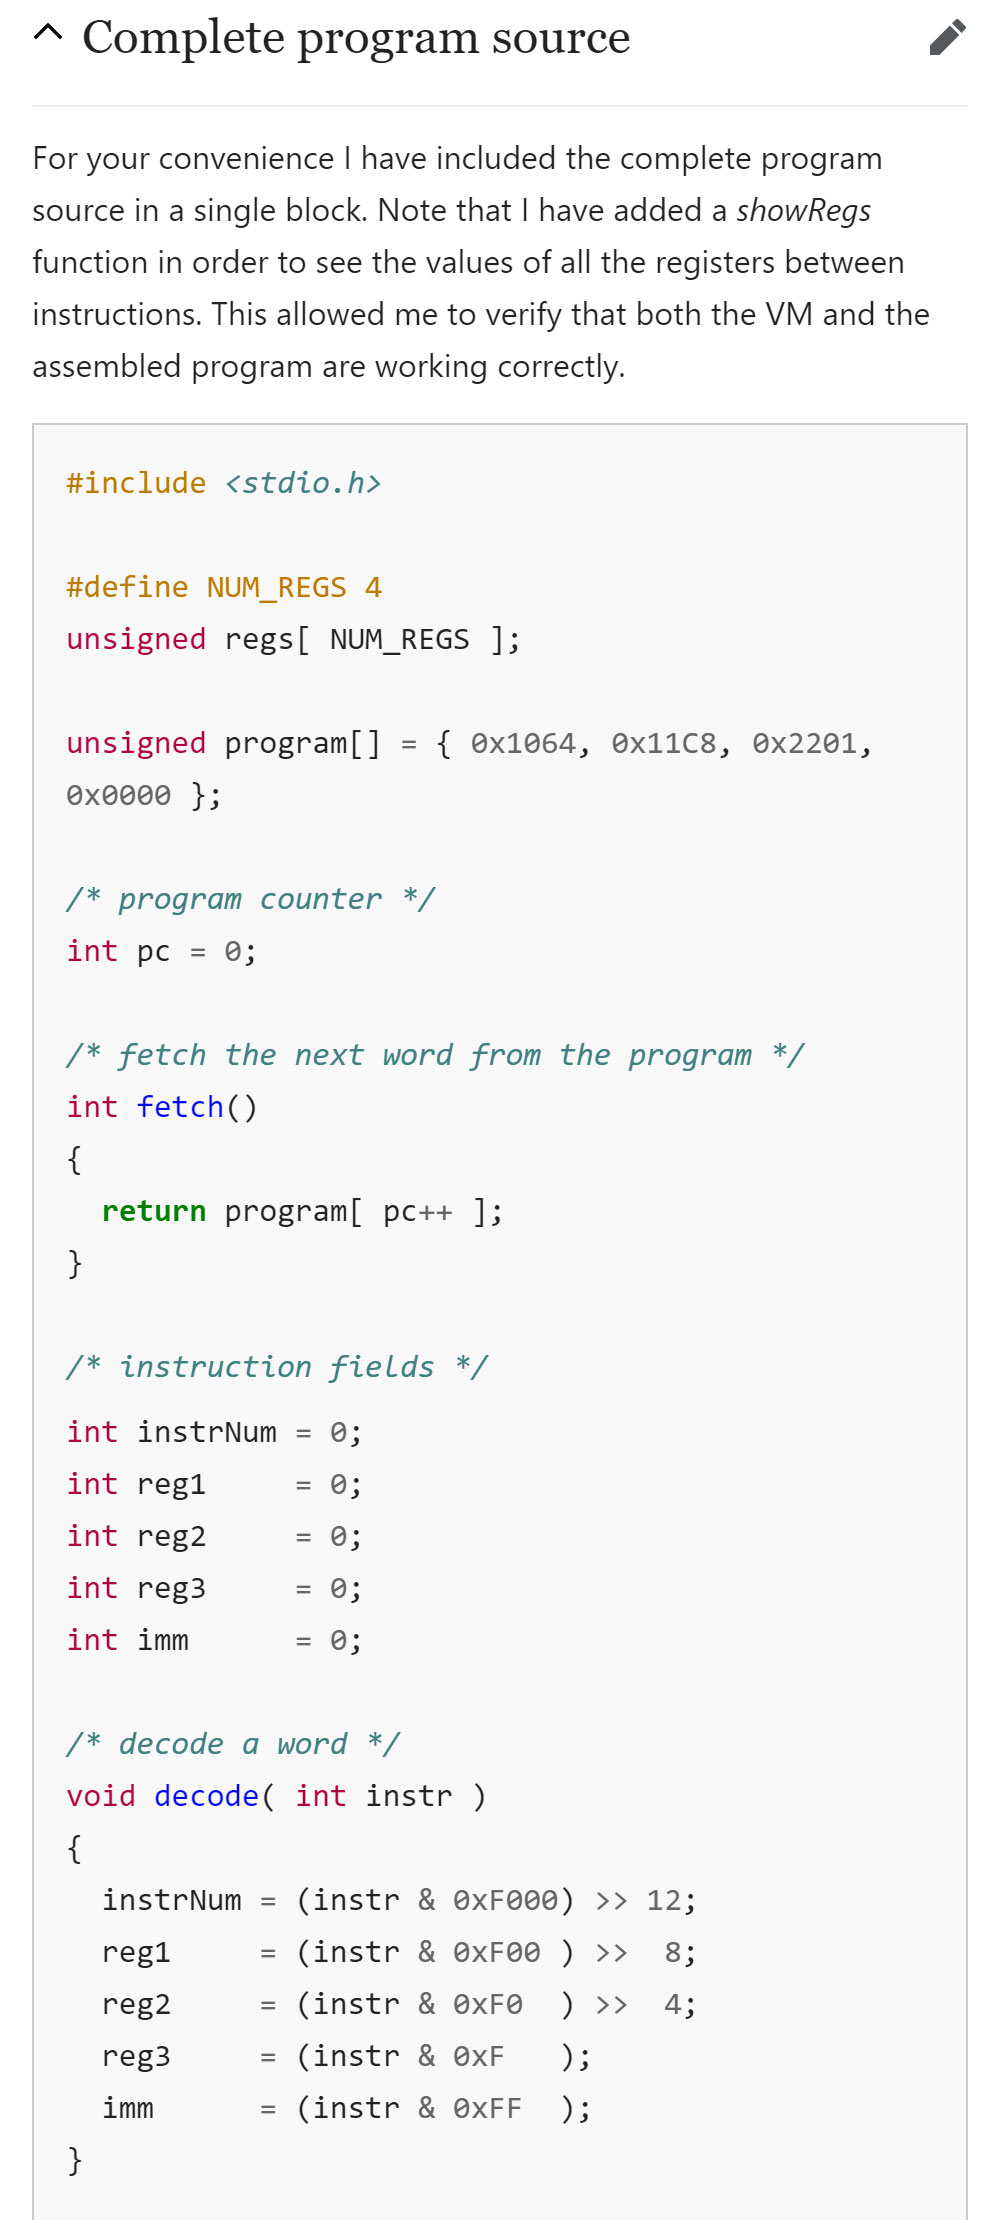 Complete program source
For your convenience I have included the complete program
source in a single block. Note that I have added a showRegs
function in order to see the values of all the registers between
instructions. This allowed me to verify that both the VM and the
assembled program are working correctly.
#include <stdio.h>
#define NUM_REGS 4
unsigned regs[ NUM_REGS ];
unsigned program[] = { 0x1064, 0x11C8, 0x2201,
0x0000 };
/* program counter */
int pc = 0;
/* fetch the next word from the program */
int fetch()
{
  return program[ pc++ ];
}
/* instruction fields */
int instrNum = 0;
int reg1     = 0;
int reg2     = 0;
int reg3     = 0;
int imm      = 0;
/* decode a word */
void decode( int instr )
{
  instrNum = (instr & 0xF000) >> 12;
  reg1     = (instr & 0xF00 ) >>  8;
  reg2     = (instr & 0xF0  ) >>  4;
  reg3     = (instr & 0xF   );
  imm      = (instr & 0xFF  );
}